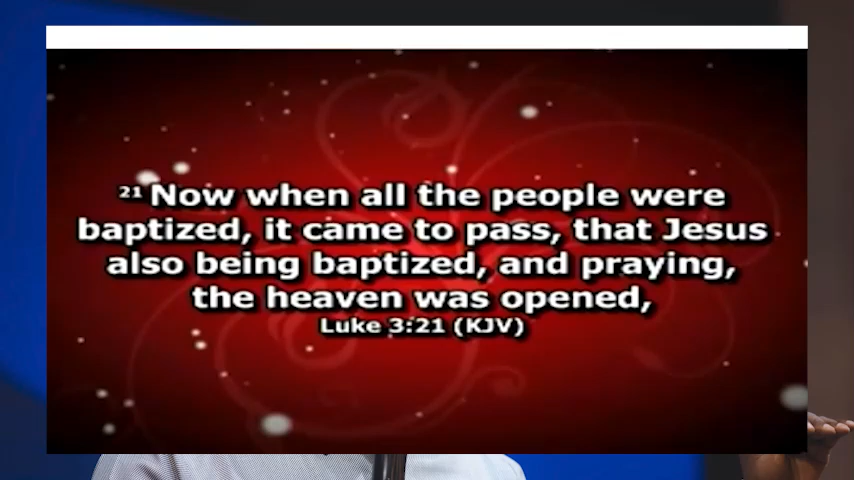 21 Now when all the people were
baptized, it came to pass, that Jesus
also being baptized, and praying,
the heaven was opened,
Luke 3:21 (KJV)